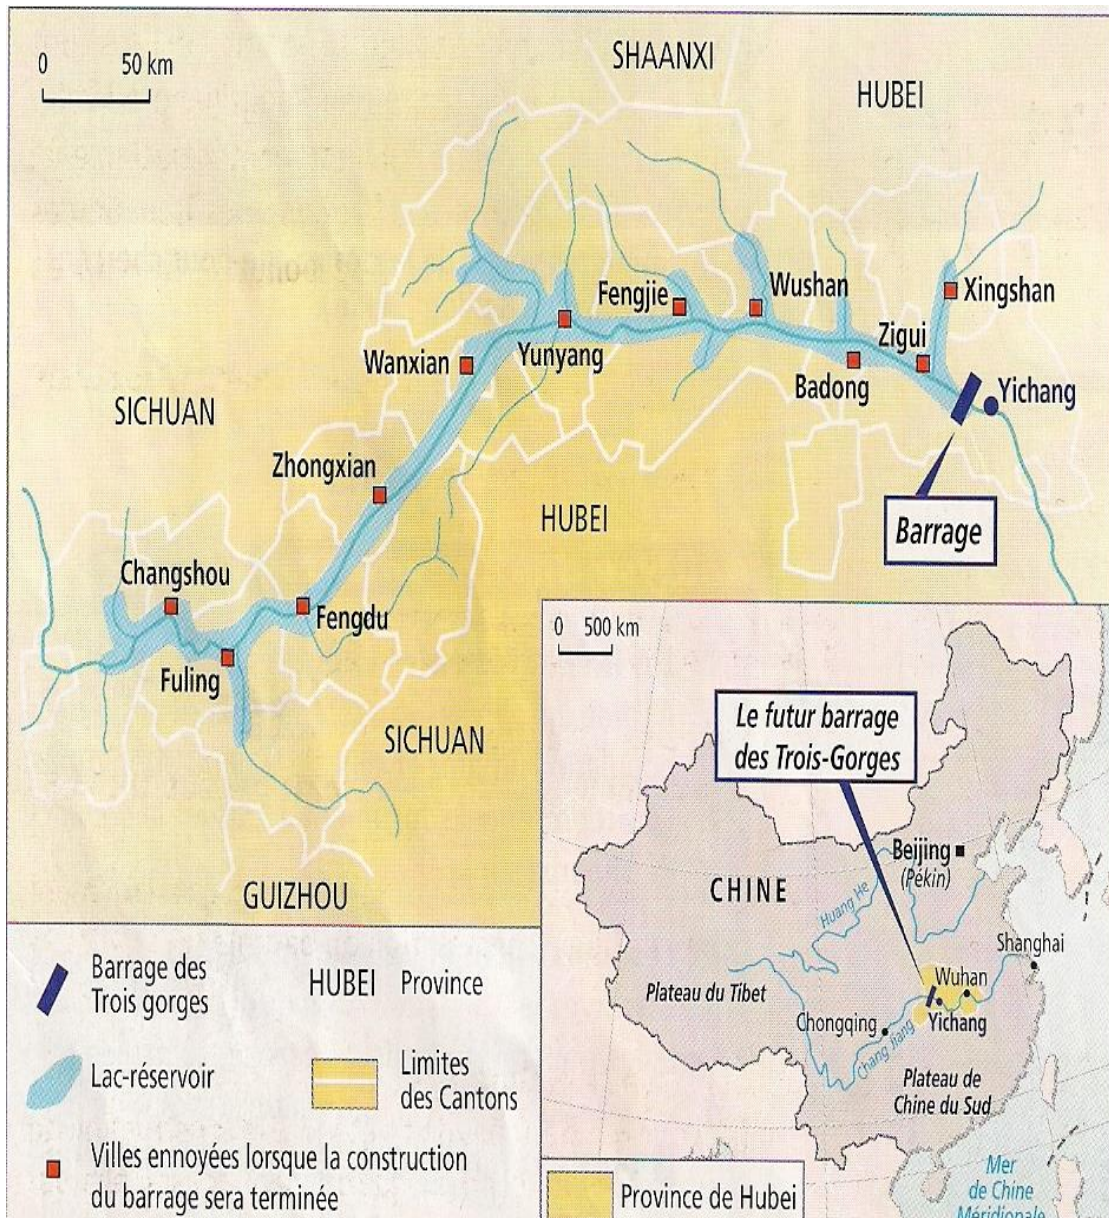 0 50 km
SHAANXI
HUBEI
Fengjie
Wushan
Xingshan
Wanxian
Yunyang
Zigui
Badong
Yichang
SICHUAN
Zhongxian
HUBEI
Barrage
Changshou
Fengdu
Fuling
SICHUAN
GUIZHOU
0 500 km
Le futur barrage
des Trois-Gorges
Beijing
(Pékin)
CHINE
Huang He
Shanghai
Plateau du Tibet
Wuhan
Chongqing
Yichang
Chang Jiang
Plateau de
Chine du Sud
Mer
de Chine
Méridionale
Province de Hubei
Barrage des
Trois gorges
HUBEI Province
Lac-réservoir
Limites
des Cantons
Villes ennoyées lorsque la construction
du barrage sera terminée